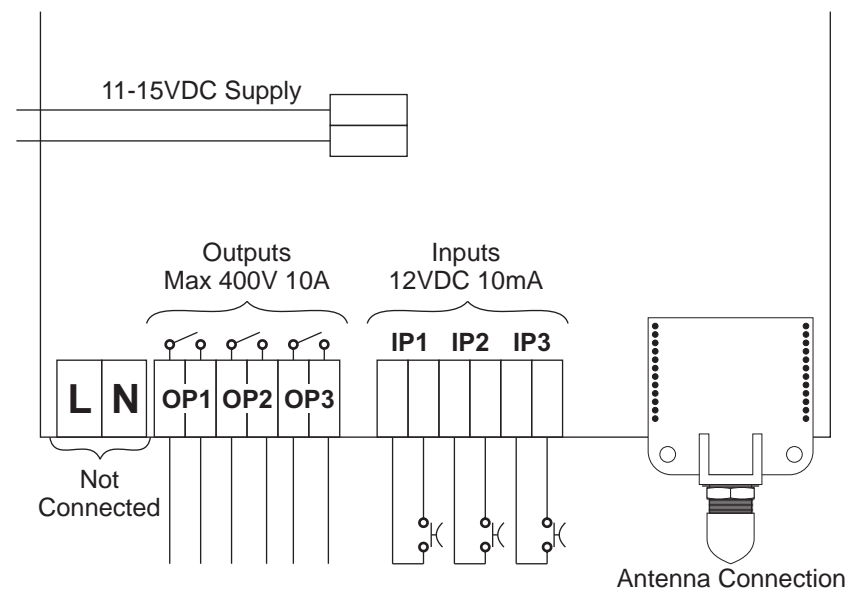 11-15VDC Supply
Outputs
Max 400V 10A
Inputs
12VDC 10mA
IP1 IP2 IP3
L N OP1 OP2 OP3
Not
Connected
Antenna Connection